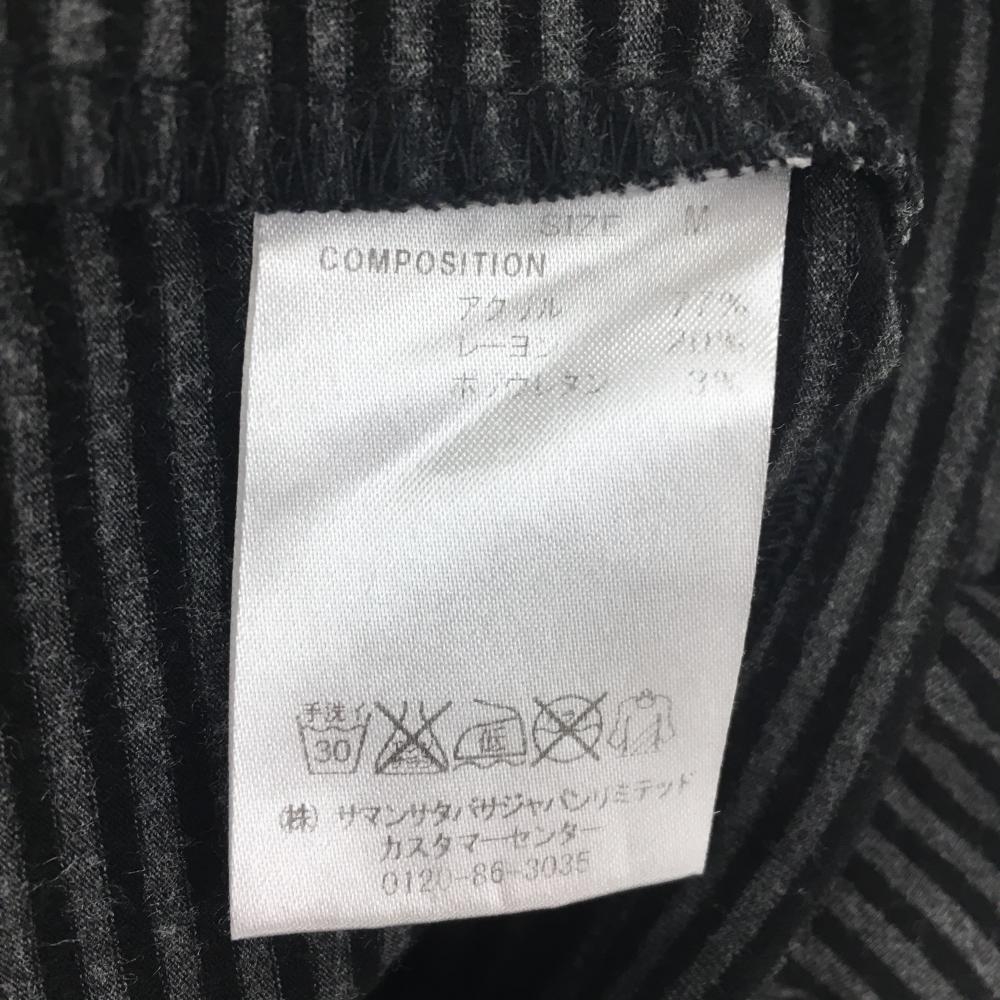 SIZE M
COMPOSITION
アクリル 77%
レーヨン 20%
ポリウレタン 3%
手洗イ
30
低
(株) サマンサタバサジャパンリミテッド
カスタマーセンター
0120-86-3035